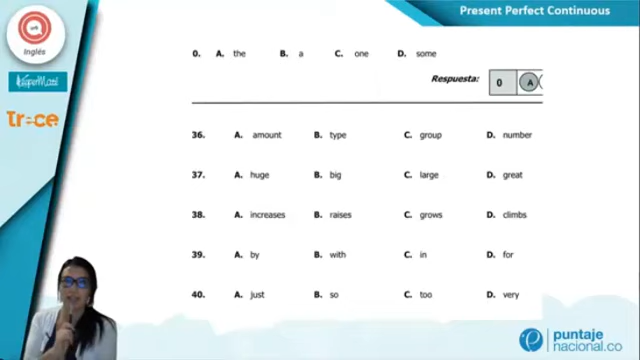 Present Perfect Continuous
Inglés
SuperMaxi
Tr3ce
0. A. the B. a C. one D. some
Respuesta: 0 A
36. A. amount B. type C. group D. number
37. A. huge B. big C. large D. great
38. A. increases B. raises C. grows D. climbs
39. A. by B. with C. in D. for
40. A. just B. so C. too D. very
puntaje
nacional.co